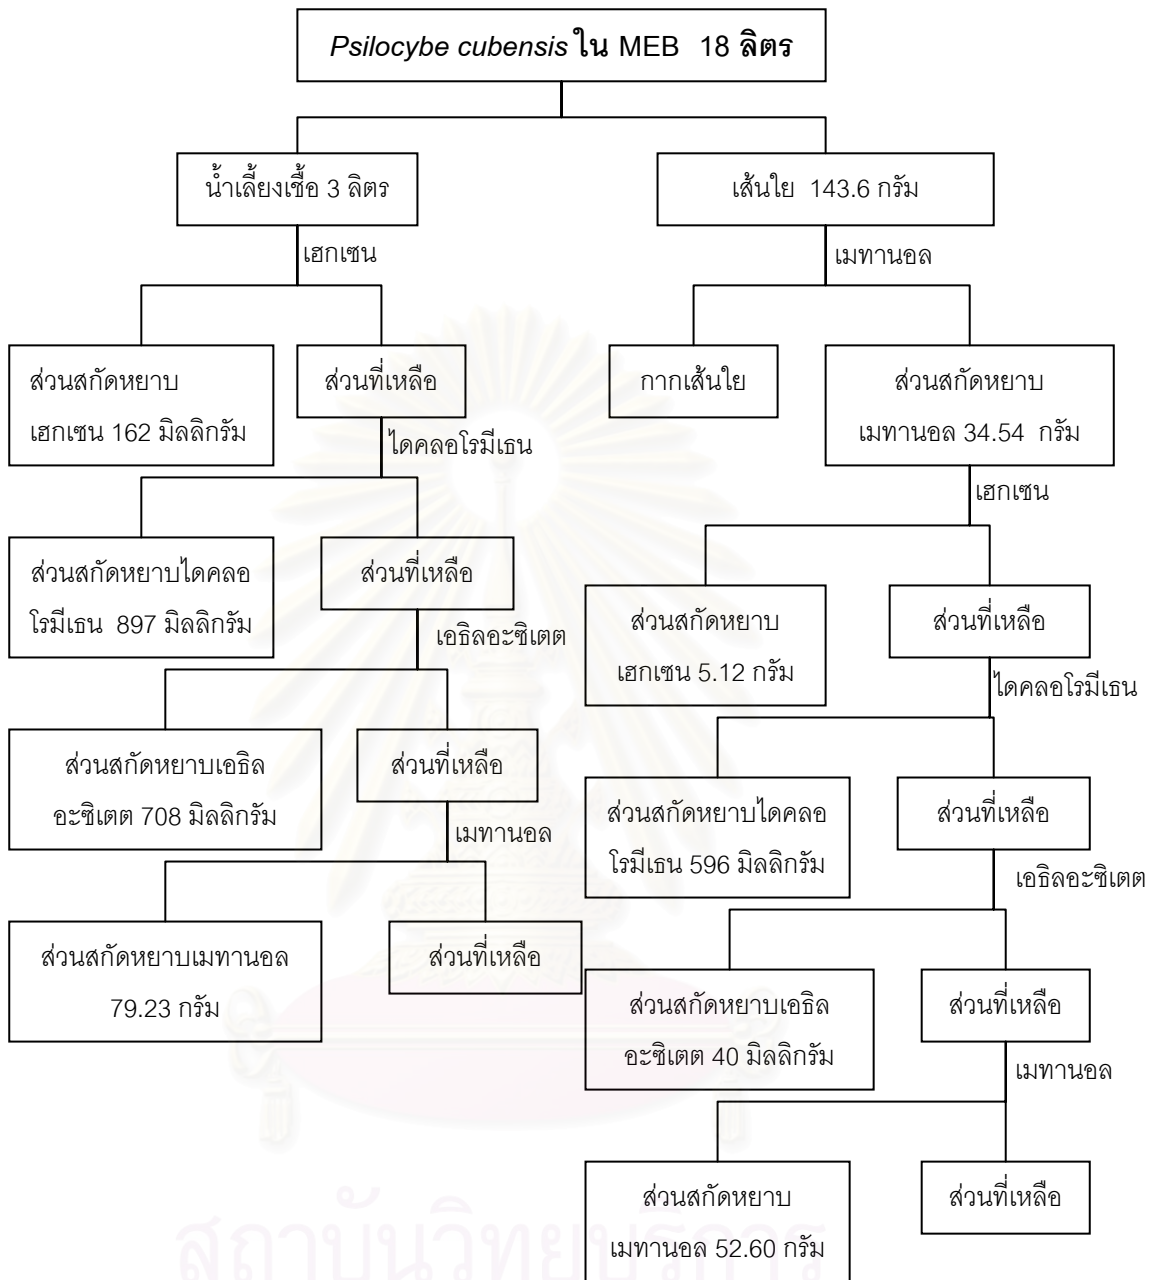 Psilocybe cubensis ใน MEB 18 ลิตร
น้ำเลี้ยงเชื้อ 3 ลิตร
เส้นใย 143.6 กรัม
เฮกเซน
เมทานอล
ส่วนสกัดหยาบ
เฮกเซน 162 มิลลิกรัม
ส่วนที่เหลือ
กากเส้นใย
ส่วนสกัดหยาบ
เมทานอล 34.54 กรัม
ไดคลอโรมีเธน
เฮกเซน
ส่วนสกัดหยาบไดคลอ
โรมีเธน 897 มิลลิกรัม
ส่วนที่เหลือ
ส่วนสกัดหยาบ
เฮกเซน 5.12 กรัม
ส่วนที่เหลือ
เอธิลอะซิเตต
ไดคลอโรมีเธน
ส่วนสกัดหยาบเอธิล
อะซิเตต 708 มิลลิกรัม
ส่วนที่เหลือ
ส่วนสกัดหยาบไดคลอ
โรมีเธน 596 มิลลิกรัม
ส่วนที่เหลือ
เมทานอล
เอธิลอะซิเตต
ส่วนสกัดหยาบเมทานอล
79.23 กรัม
ส่วนที่เหลือ
ส่วนสกัดหยาบเอธิล
อะซิเตต 40 มิลลิกรัม
ส่วนที่เหลือ
เมทานอล
ส่วนสกัดหยาบ
เมทานอล 52.60 กรัม
ส่วนที่เหลือ
สถาบันวิทยบริการ